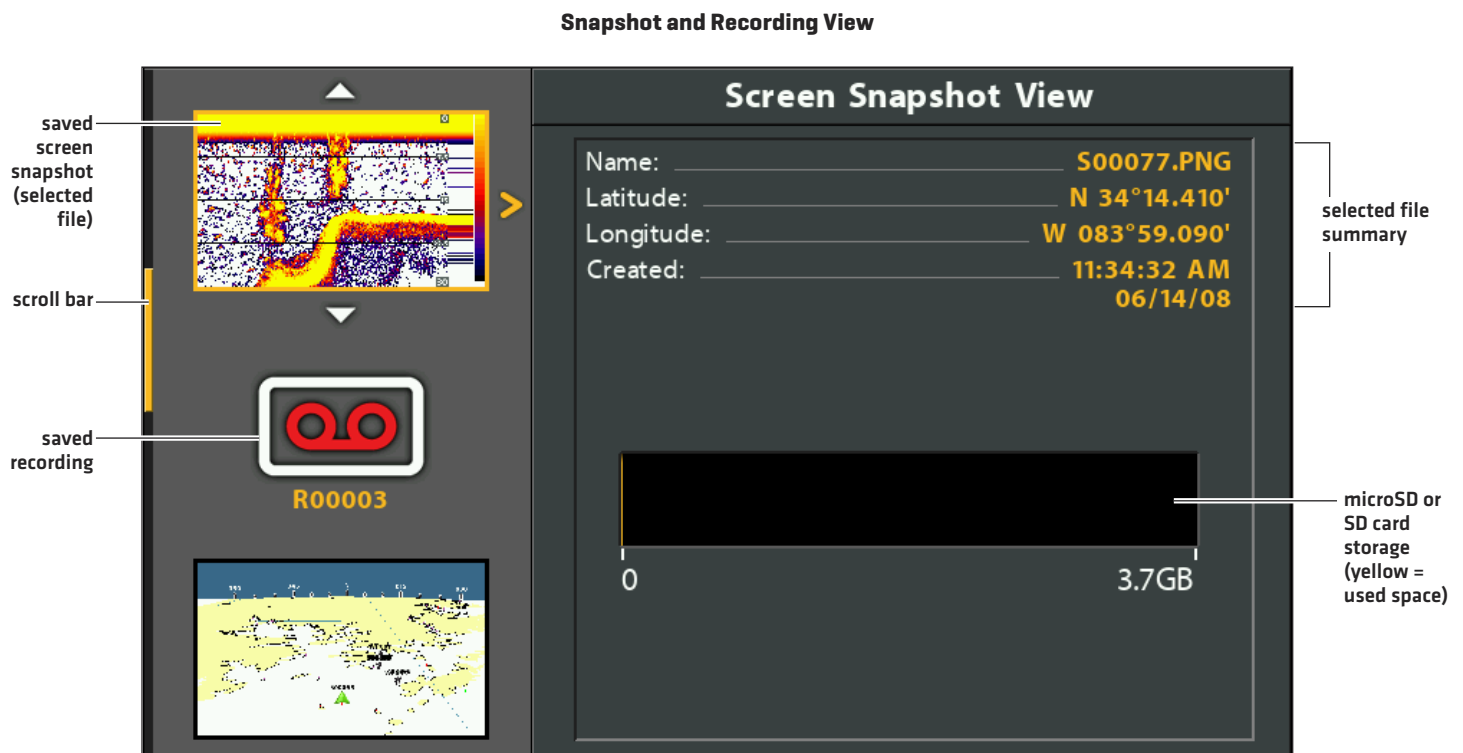 Snapshot and Recording View
Screen Snapshot View
saved
screen
snapshot
(selected
file)
scroll bar
saved
recording
R00003
Name: S00077.PNG
Latitude: N 34°14.410'
Longitude: W 083°59.090'
Created: 11:34:32 AM
06/14/08
selected file
summary
0
3.7GB
microSD or
SD card
storage
(yellow =
used space)